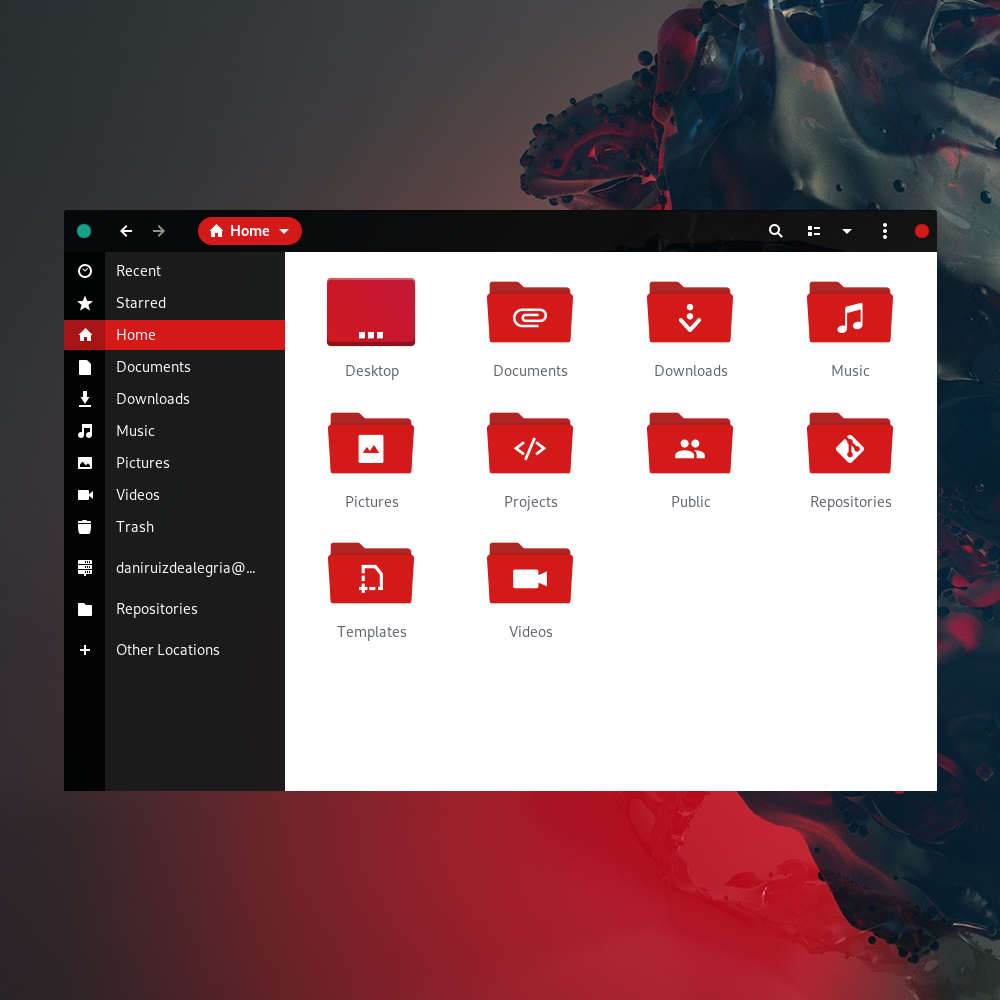 Home
Recent
Starred
Home
Documents
Downloads
Music
Pictures
Videos
Trash
daniruizdealegria@...
Repositories
Other Locations
Desktop
Documents
Downloads
Music
Pictures
Projects
Public
Repositories
Templates
Videos